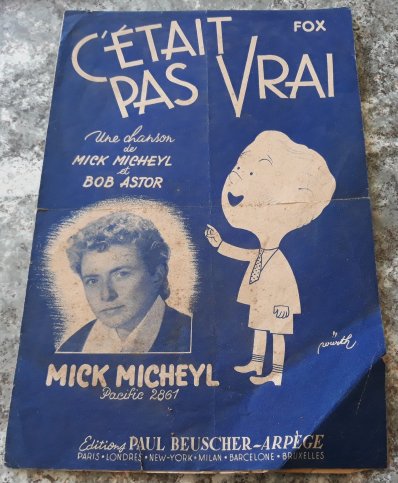 C'ÉTAIT
FOX
PAS VRAI
Une chanson
de
MICK MICHEYL
et
BOB ASTOR
würth
MICK MICHEYL
Pacific 2861
Editions PAUL BEUSCHER-ARPÈGE
PARIS • LONDRES • NEW-YORK • MILAN • BARCELONE • BRUXELLES